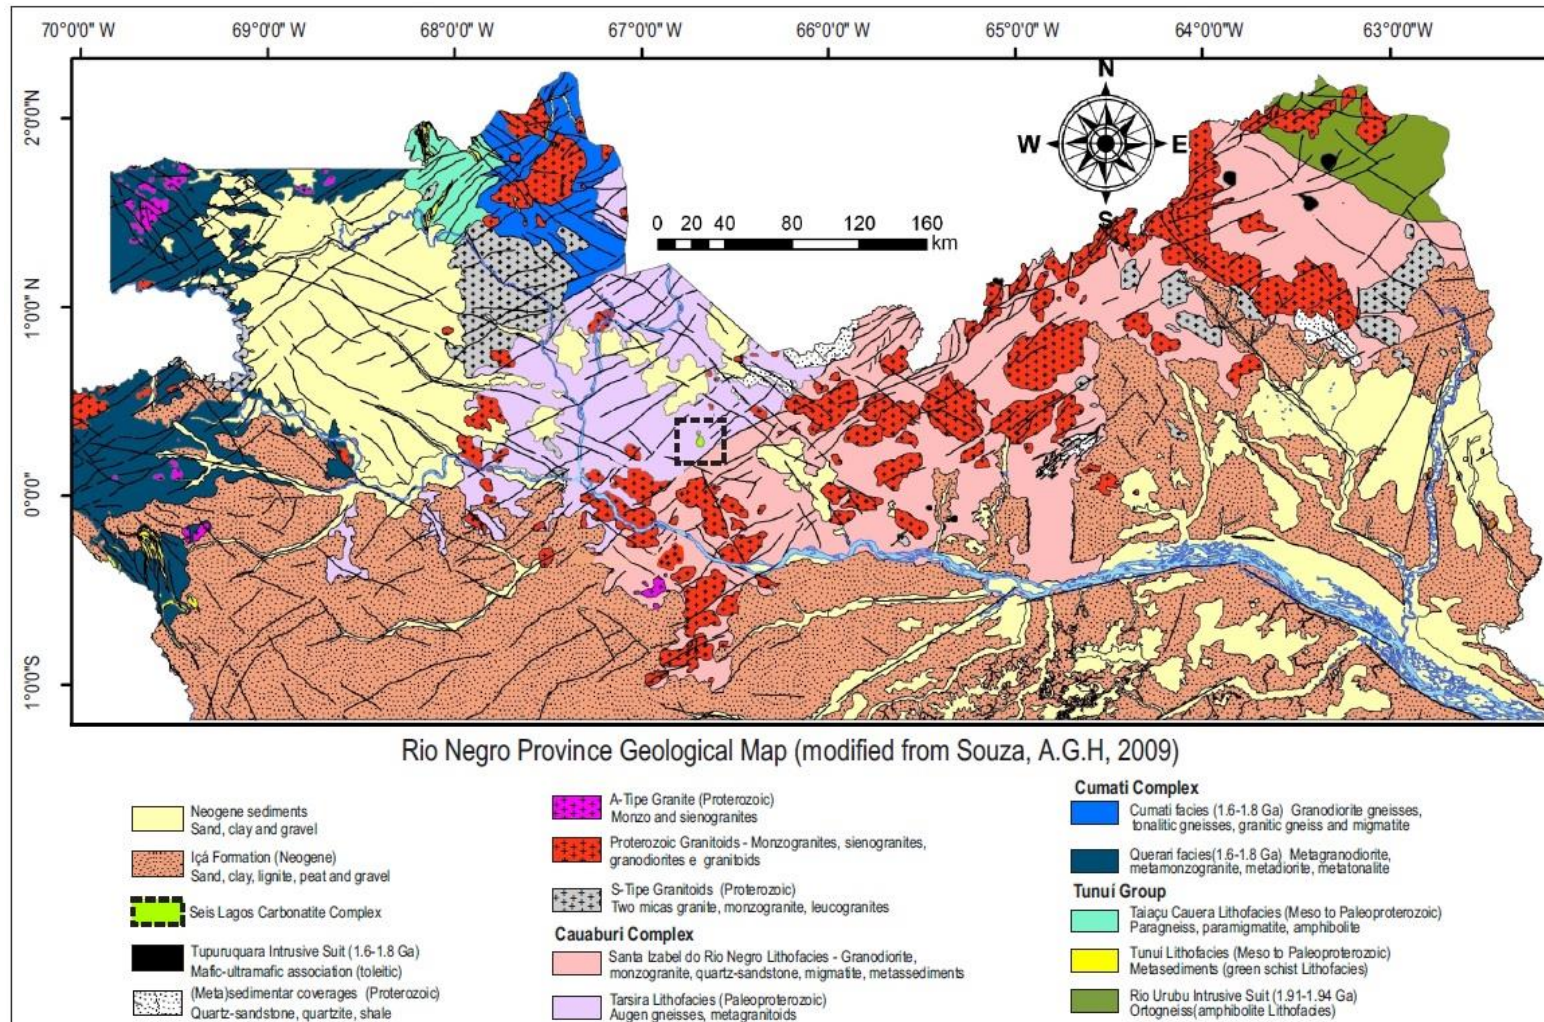 70°0'0" W 69°0'0"W 68°0'0"W 67°0'0"W 66°0'0"W 65°0'0"W 64°0'0"W 63°0'0"W
2°0'0"N
1°0'0" N
0°0'0"
1°0'0"S
N
W E
S
0 20 40 80 120 160
km
Rio Negro Province Geological Map (modified from Souza, A.G.H, 2009)
Neogene sediments
Sand, clay and gravel
Içá Formation (Neogene)
Sand, clay, lignite, peat and gravel
Seis Lagos Carbonatite Complex
Tupuruquara Intrusive Suit (1.6-1.8 Ga)
Mafic-ultramafic association (toleitic)
(Meta)sedimentar coverages (Proterozoic)
Quartz-sandstone, quartzite, shale
A-Tipe Granite (Proterozoic)
Monzo and sienogranites
Proterozoic Granitoids - Monzogranites, sienogranites,
granodiorites e granitoids
S-Tipe Granitoids (Proterozoic)
Two micas granite, monzogranite, leucogranites
Cauaburi Complex
Santa Izabel do Rio Negro Lithofacies - Granodiorite,
monzogranite, quartz-sandstone, migmatite, metassediments
Tarsira Lithofacies (Paleoproterozoic)
Augen gneisses, metagranitoids
Cumati Complex
Cumati facies (1.6-1.8 Ga) Granodiorite gneisses,
tonalitic gneisses, granitic gneiss and migmatite
Querari facies(1.6-1.8 Ga) Metagranodiorite,
metamonzogranite, metadiorite, metatonalite
Tunuí Group
Taiaçu Cauera Lithofacies (Meso to Paleoproterozoic)
Paragneiss, paramigmatite, amphibolite
Tunuí Lithofacies (Meso to Paleoproterozoic)
Metasediments (green schist Lithofacies)
Rio Urubu Intrusive Suit (1.91-1.94 Ga)
Ortogneiss(amphibolite Lithofacies)